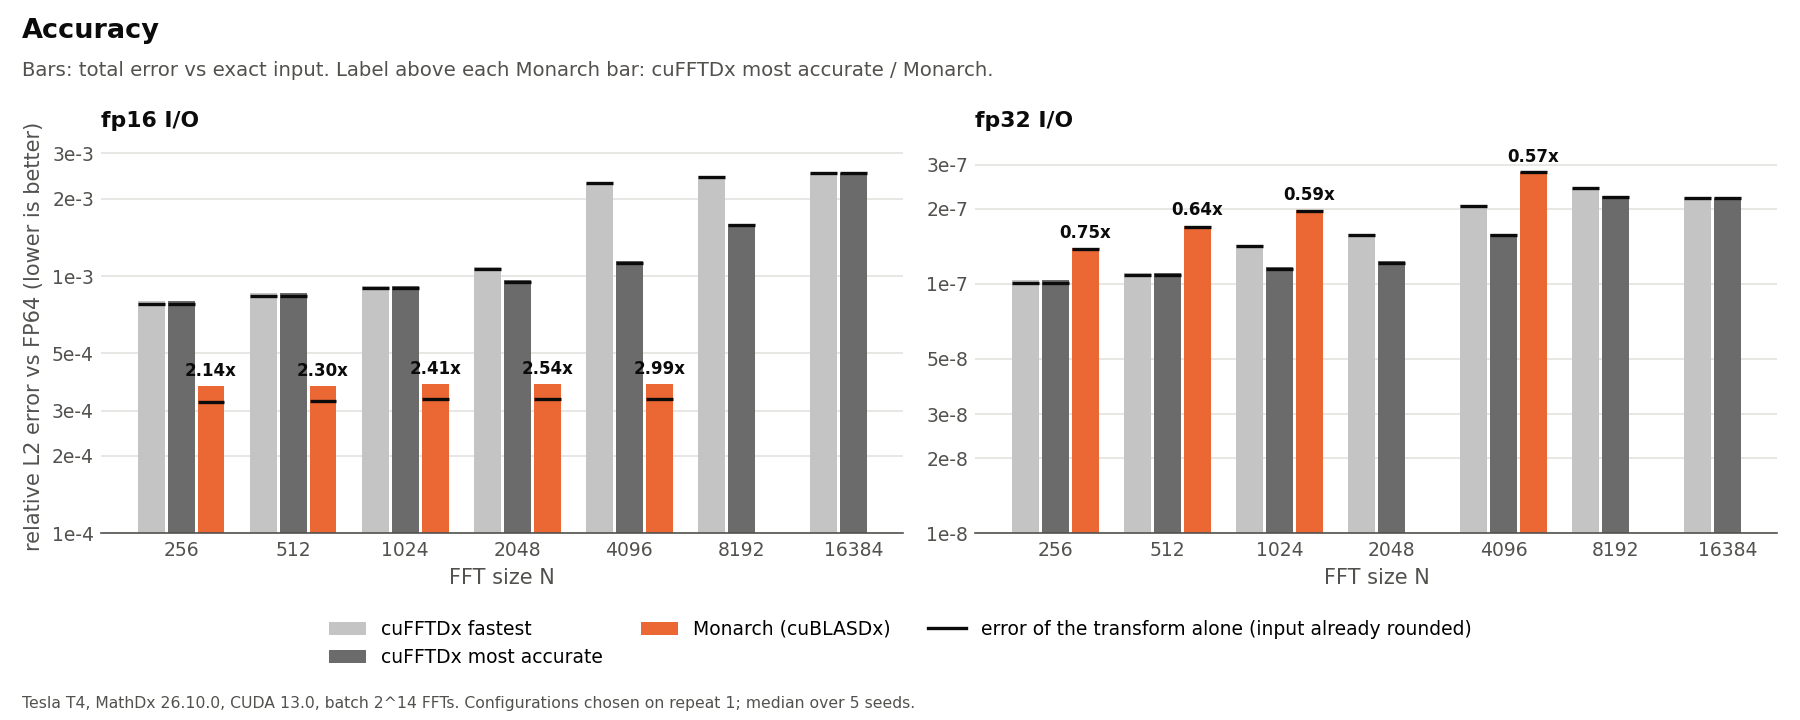 Accuracy
Bars: total error vs exact input. Label above each Monarch bar: cuFFTDx most accurate / Monarch.
fp16 I/O
relative L2 error vs FP64 (lower is better)
3e-3
2e-3
1e-3
5e-4
3e-4
2e-4
1e-4
2.14x
2.30x
2.41x
2.54x
2.99x
256 512 1024 2048 4096 8192 16384
FFT size N
fp32 I/O
3e-7
2e-7
1e-7
5e-8
3e-8
2e-8
1e-8
0.75x
0.64x
0.59x
0.57x
256 512 1024 2048 4096 8192 16384
FFT size N
cuFFTDx fastest
cuFFTDx most accurate
Monarch (cuBLASDx)
error of the transform alone (input already rounded)
Tesla T4, MathDx 26.10.0, CUDA 13.0, batch 2^14 FFTs. Configurations chosen on repeat 1; median over 5 seeds.